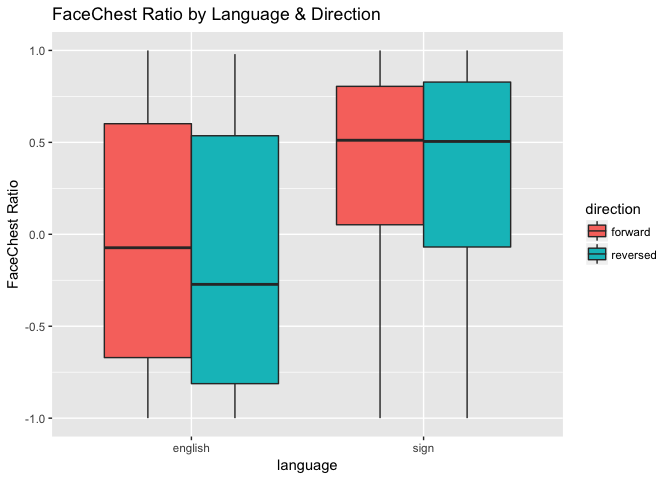 FaceChest Ratio by Language & Direction
FaceChest Ratio
1.0
0.5
0.0
-0.5
-1.0
english
sign
language
direction
forward
reversed